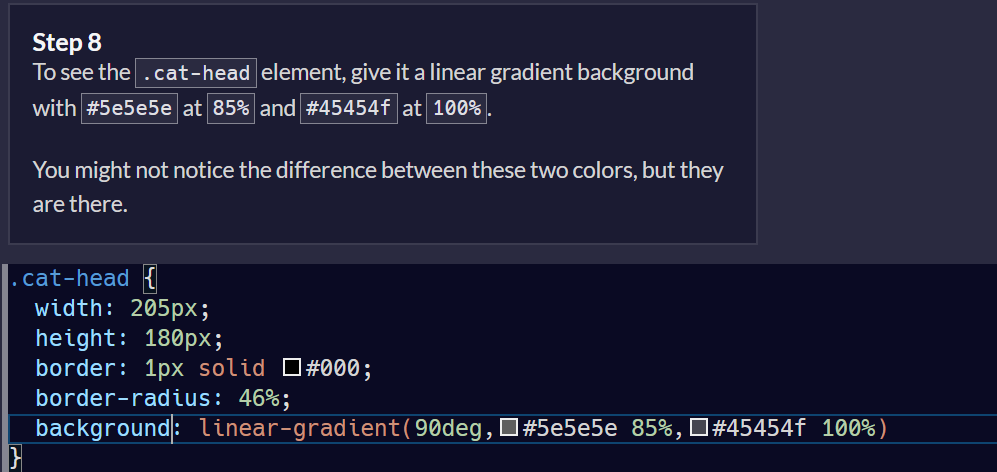 Step 8
To see the .cat-head element, give it a linear gradient background
with #5e5e5e at 85% and #45454f at 100%.
You might not notice the difference between these two colors, but they
are there.
.cat-head {
width: 205px;
height: 180px;
border: 1px solid #000;
border-radius: 46%;
background: linear-gradient(90deg,#5e5e5e 85%,#45454f 100%)
}